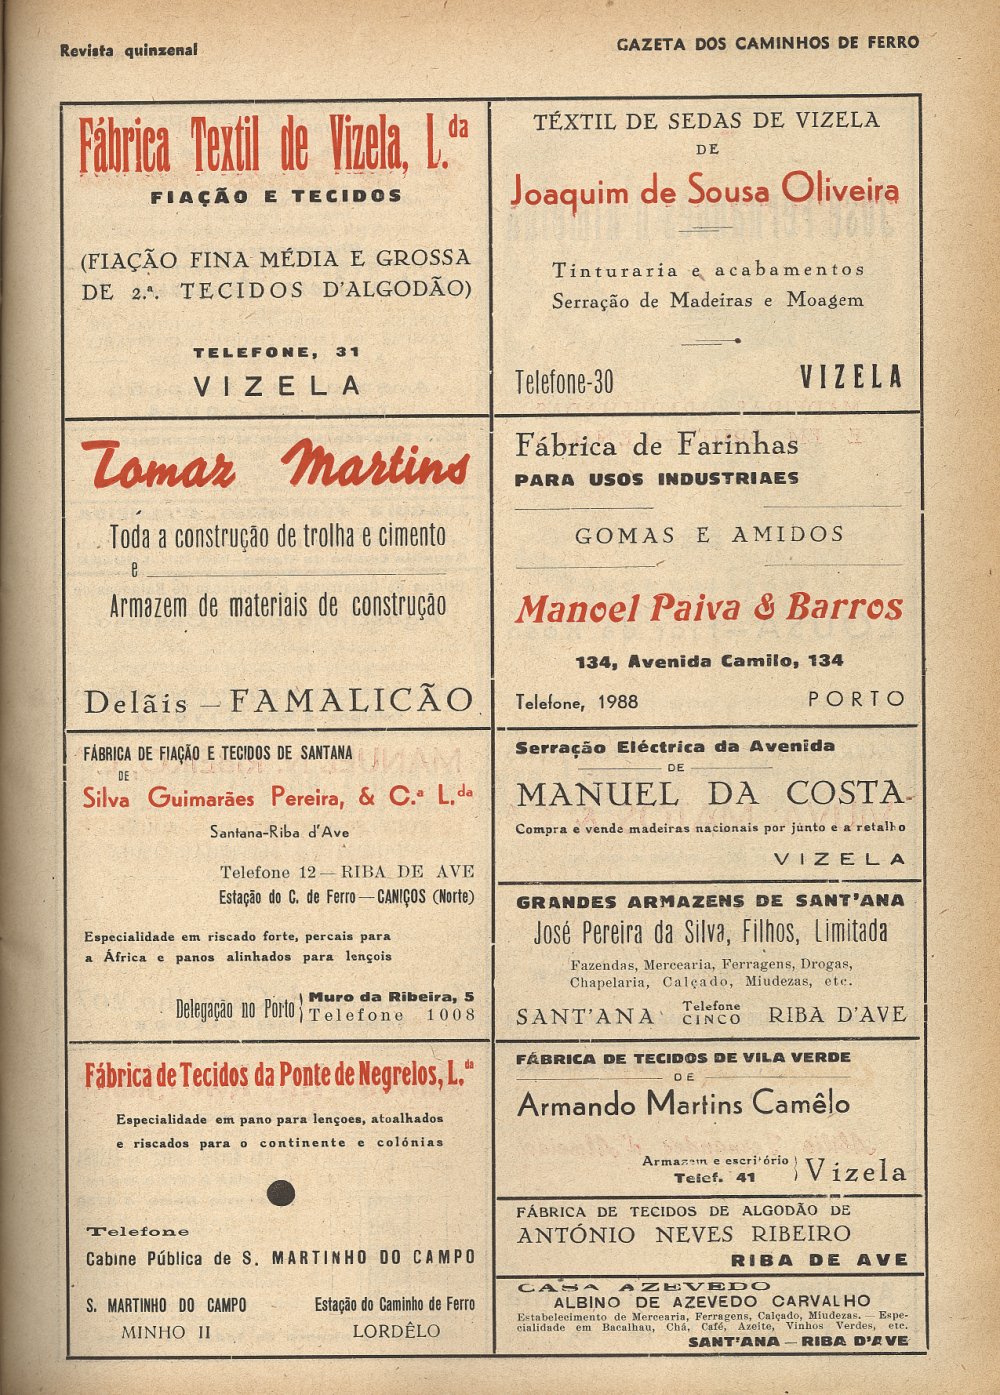 Revista quinzenal
GAZETA DOS CAMINHOS DE FERRO
Fábrica Textil de Vizela, L.da
FIAÇÃO E TECIDOS
(FIAÇÃO FINA MÉDIA E GROSSA
DE 2.ª. TECIDOS D'ALGODÃO)
TELEFONE, 31
VIZELA
TÉXTIL DE SEDAS DE VIZELA
DE
Joaquim de Sousa Oliveira
Tinturaria e acabamentos
Serração de Madeiras e Moagem
Telefone-30
VIZELA
Tomaz Martins
Toda a construção de trolha e cimento
e
Armazem de materiais de construção
Delãis — FAMALICÃO
Fábrica de Farinhas
PARA USOS INDUSTRIAES
GOMAS E AMIDOS
Manoel Paiva & Barros
134, Avenida Camilo, 134
Telefone, 1988
PORTO
FÁBRICA DE FIAÇÃO E TECIDOS DE SANTANA
DE
Silva Guimarães Pereira, & C.ª L.da
Santana-Riba d'Ave
Telefone 12 — RIBA DE AVE
Estação do C. de Ferro — CANIÇOS (Norte)
Especialidade em riscado forte, percais para
a África e panos alinhados para lençois
Delegação no Porto
Muro da Ribeira, 5
Telefone 1008
Serração Eléctrica da Avenida
DE
MANUEL DA COSTA
Compra e vende madeiras nacionais por junto e a retalho
VIZELA
GRANDES ARMAZENS DE SANT'ANA
José Pereira da Silva, Filhos, Limitada
Fazendas, Mercearia, Ferragens, Drogas,
Chapelaria, Calçado, Miudezas, etc.
SANT'ANA
Telefone
CINCO
RIBA D'AVE
Fábrica de Tecidos da Ponte de Negrelos, L.da
Especialidade em pano para lençoes, atoalhados
e riscados para o continente e colónias
Telefone
Cabine Pública de S. MARTINHO DO CAMPO
S. MARTINHO DO CAMPO
MINHO II
Estação do Caminho de Ferro
LORDÊLO
FÁBRICA DE TECIDOS DE VILA VERDE
DE
Armando Martins Camêlo
Armazem e escritório
Telef. 41
Vizela
FÁBRICA DE TECIDOS DE ALGODÃO DE
ANTÓNIO NEVES RIBEIRO
RIBA DE AVE
CASA AZEVEDO
ALBINO DE AZEVEDO CARVALHO
Estabelecimento de Mercearia, Ferragens, Calçado, Miudezas. — Espe-
cialidade em Bacalhau, Chá, Café, Azeite, Vinhos Verdes, etc.
SANT'ANA — RIBA D'AVE